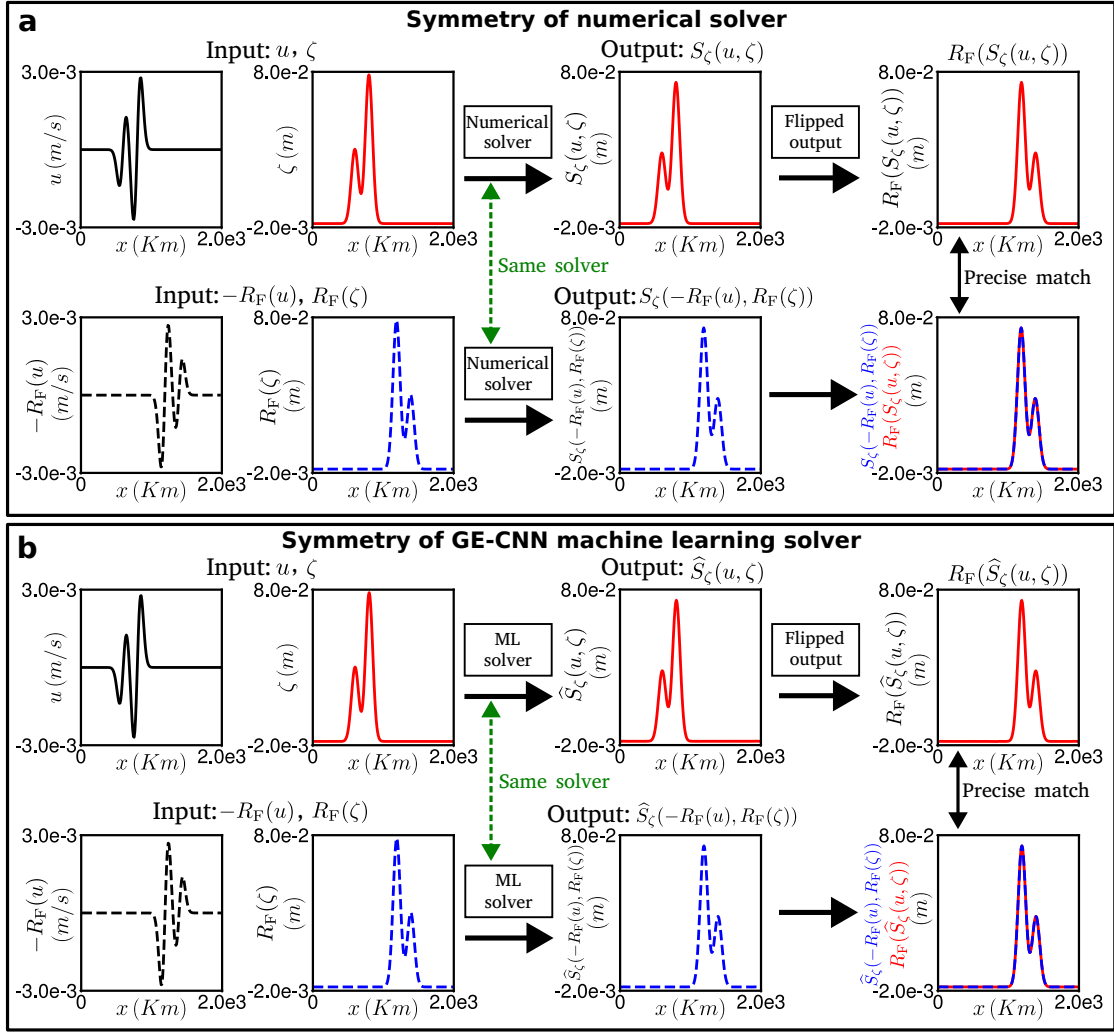 a
Symmetry of numerical solver
Input: u, ζ
Output: S_ζ(u, ζ)
R_F(S_ζ(u, ζ))
3.0e-3
u (m/s)
-3.0e-3
0
x (Km)
2.0e3
8.0e-2
ζ (m)
-2.0e-3
0
x (Km)
2.0e3
Numerical
solver
8.0e-2
S_ζ(u, ζ)
(m)
-2.0e-3
0
x (Km)
2.0e3
Flipped
output
8.0e-2
R_F(S_ζ(u, ζ))
(m)
-2.0e-3
0
x (Km)
2.0e3
Same solver
Precise match
Input: −R_F(u), R_F(ζ)
Output: S_ζ(−R_F(u), R_F(ζ))
3.0e-3
−R_F(u)
(m/s)
-3.0e-3
0
x (Km)
2.0e3
8.0e-2
R_F(ζ)
(m)
-2.0e-3
0
x (Km)
2.0e3
Numerical
solver
8.0e-2
S_ζ(−R_F(u), R_F(ζ))
(m)
-2.0e-3
0
x (Km)
2.0e3
8.0e-2
S_ζ(−R_F(u), R_F(ζ))
R_F(S_ζ(u, ζ))
(m)
-2.0e-3
0
x (Km)
2.0e3
b
Symmetry of GE-CNN machine learning solver
Input: u, ζ
Output: Ŝ_ζ(u, ζ)
R_F(Ŝ_ζ(u, ζ))
3.0e-3
u (m/s)
-3.0e-3
0
x (Km)
2.0e3
8.0e-2
ζ (m)
-2.0e-3
0
x (Km)
2.0e3
ML
solver
8.0e-2
Ŝ_ζ(u, ζ)
(m)
-2.0e-3
0
x (Km)
2.0e3
Flipped
output
8.0e-2
R_F(Ŝ_ζ(u, ζ))
(m)
-2.0e-3
0
x (Km)
2.0e3
Same solver
Precise match
Input: −R_F(u), R_F(ζ)
Output: Ŝ_ζ(−R_F(u), R_F(ζ))
3.0e-3
−R_F(u)
(m/s)
-3.0e-3
0
x (Km)
2.0e3
8.0e-2
R_F(ζ)
(m)
-2.0e-3
0
x (Km)
2.0e3
ML
solver
8.0e-2
Ŝ_ζ(−R_F(u), R_F(ζ))
(m)
-2.0e-3
0
x (Km)
2.0e3
8.0e-2
Ŝ_ζ(−R_F(u), R_F(ζ))
R_F(Ŝ_ζ(u, ζ))
(m)
-2.0e-3
0
x (Km)
2.0e3